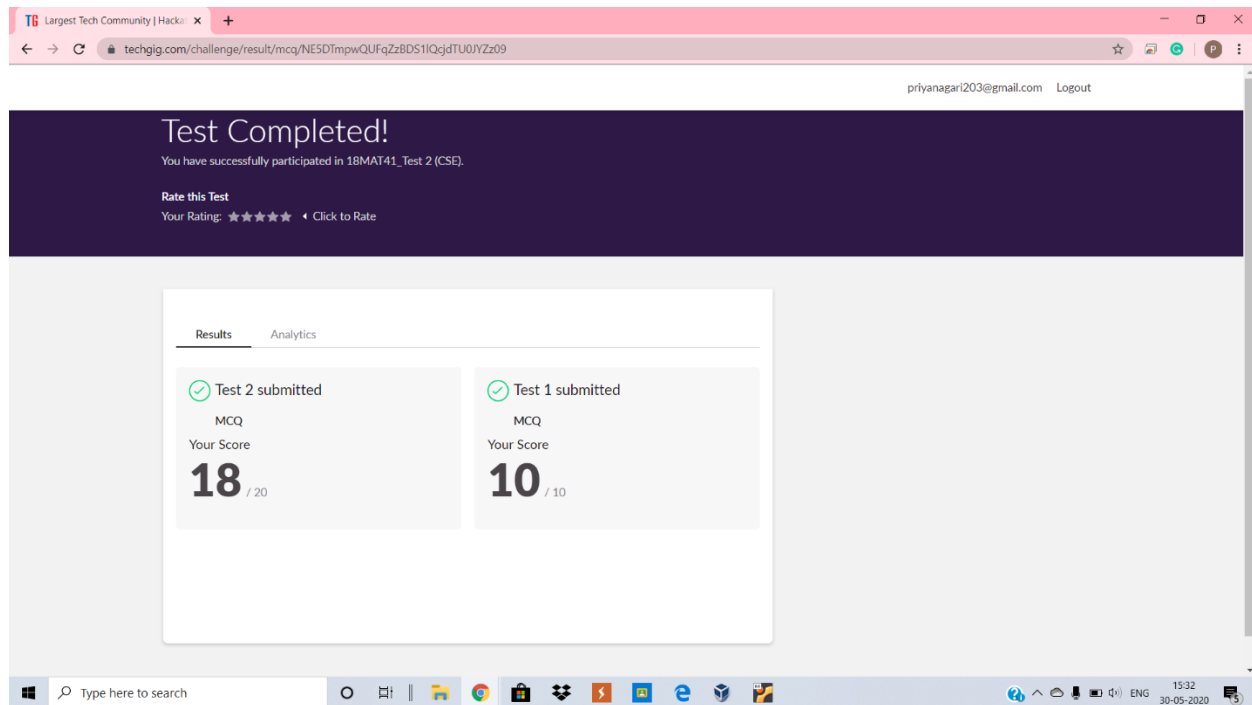 TG Largest Tech Community | Hacka
techgig.com/challenge/result/mcq/NE5DTmpwQUFqZzBDS1lQcjdTU0JYZz09
P
priyanagari203@gmail.com Logout
Test Completed!
You have successfully participated in 18MAT41_Test 2 (CSE).
Rate this Test
Your Rating: Click to Rate
Results Analytics
Test 2 submitted
MCQ
Your Score
18 / 20
Test 1 submitted
MCQ
Your Score
10 / 10
Type here to search
ENG
15:32
30-05-2020
5